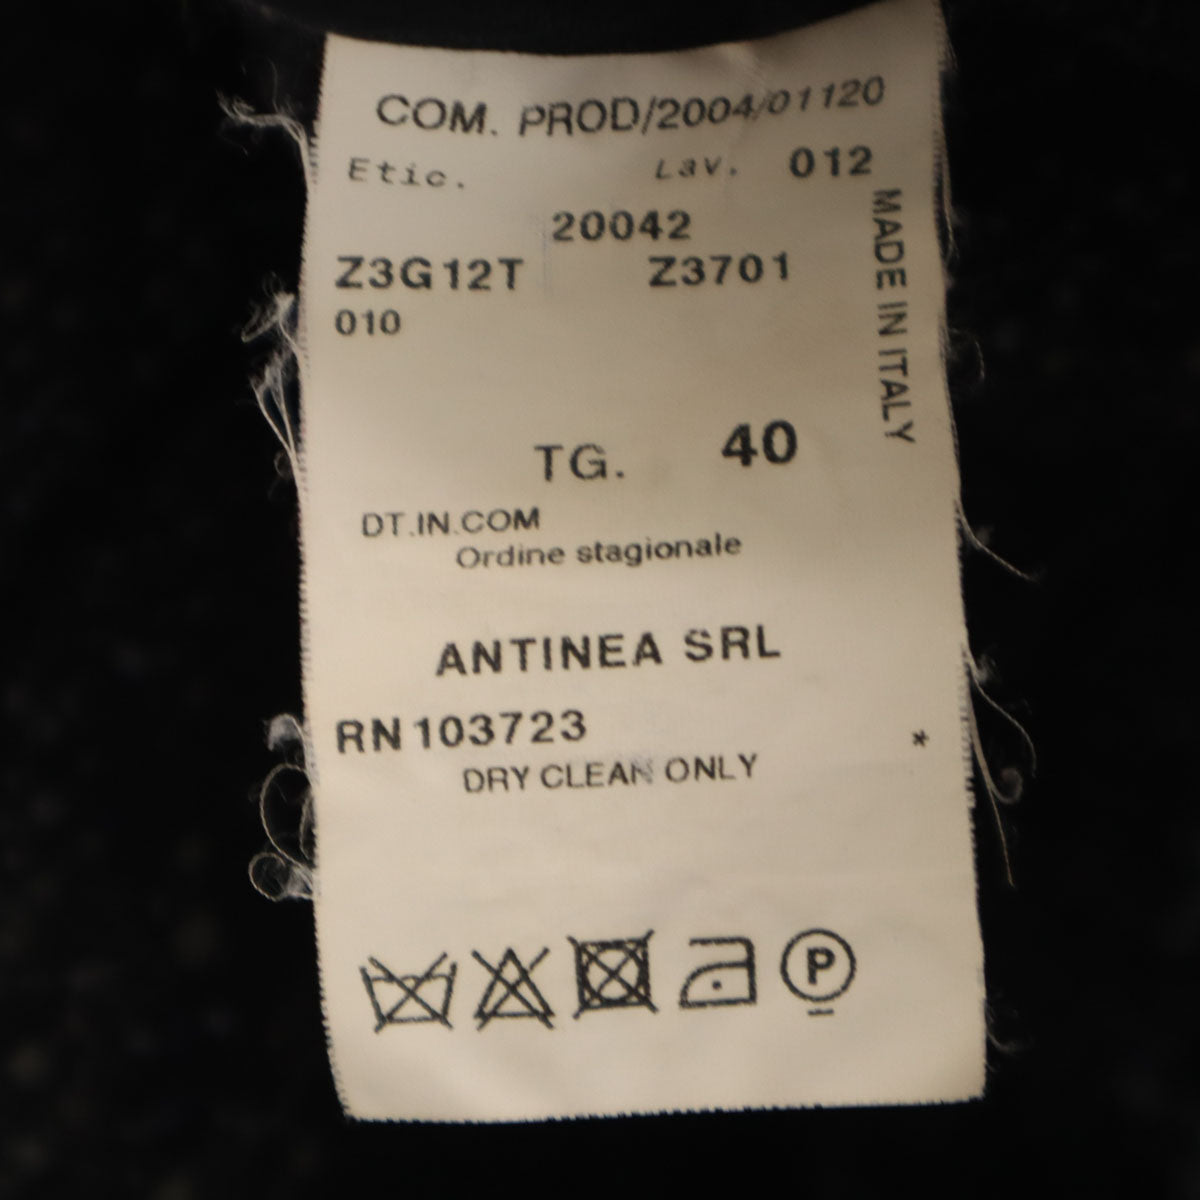 COM. PROD/2004/01120
Etic. Lav. 012
20042
Z3G12T Z3701
010
MADE IN ITALY
TG. 40
DT.IN.COM
Ordine stagionale
ANTINEA SRL
RN 103723 *
DRY CLEAN ONLY
P